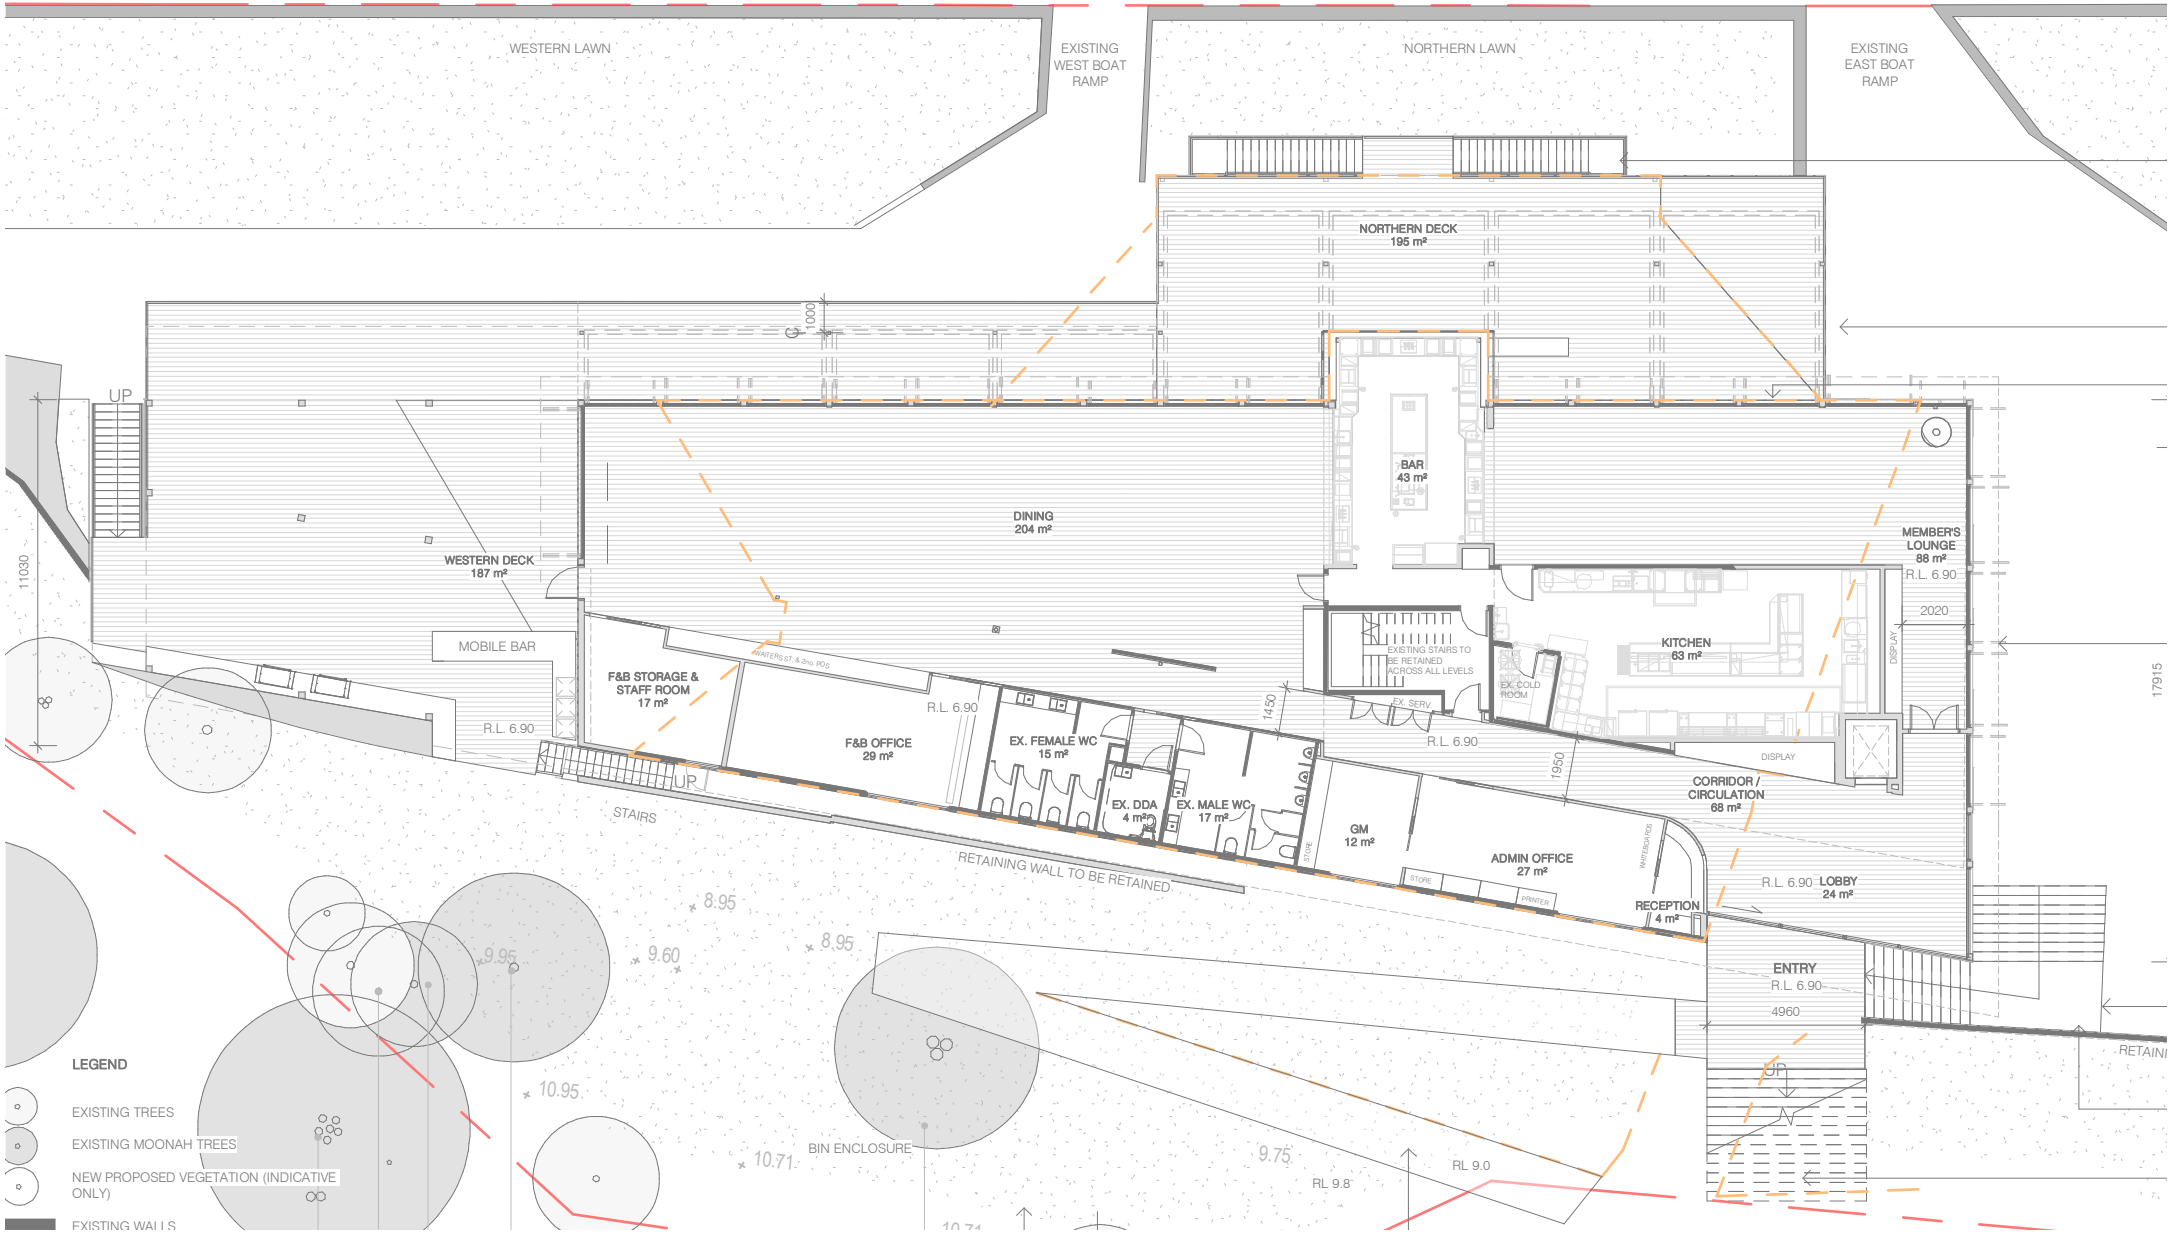 WESTERN LAWN
EXISTING
WEST BOAT
RAMP
NORTHERN LAWN
EXISTING
EAST BOAT
RAMP
NORTHERN DECK
195 m²
1000
UP
11030
WESTERN DECK
187 m²
DINING
204 m²
BAR
43 m²
MEMBER'S
LOUNGE
88 m²
R.L. 6.90
2020
DISPLAY
17915
KITCHEN
63 m²
MOBILE BAR
WAITERS ST. & 2no. POS
EXISTING STAIRS TO
BE RETAINED
ACROSS ALL LEVELS
EX. COLD
ROOM
F&B STORAGE &
STAFF ROOM
17 m²
R.L. 6.90
R.L. 6.90
1450
EX. SERV.
R.L. 6.90
1950
DISPLAY
F&B OFFICE
29 m²
EX. FEMALE WC
15 m²
EX. DDA
4 m²
EX. MALE WC
17 m²
UP
STAIRS
CORRIDOR /
CIRCULATION
68 m²
STORE
GM
12 m²
ADMIN OFFICE
27 m²
WHITEBOARDS
STORE
PRINTER
R.L. 6.90
LOBBY
24 m²
RECEPTION
4 m²
RETAINING WALL TO BE RETAINED
8.95
8.95
9.95
9.60
ENTRY
R.L. 6.90
4960
UP
RETAINI
10.95
10.71
9.75
BIN ENCLOSURE
RL 9.0
RL 9.8
10.71
LEGEND
EXISTING TREES
EXISTING MOONAH TREES
NEW PROPOSED VEGETATION (INDICATIVE
ONLY)
EXISTING WALLS